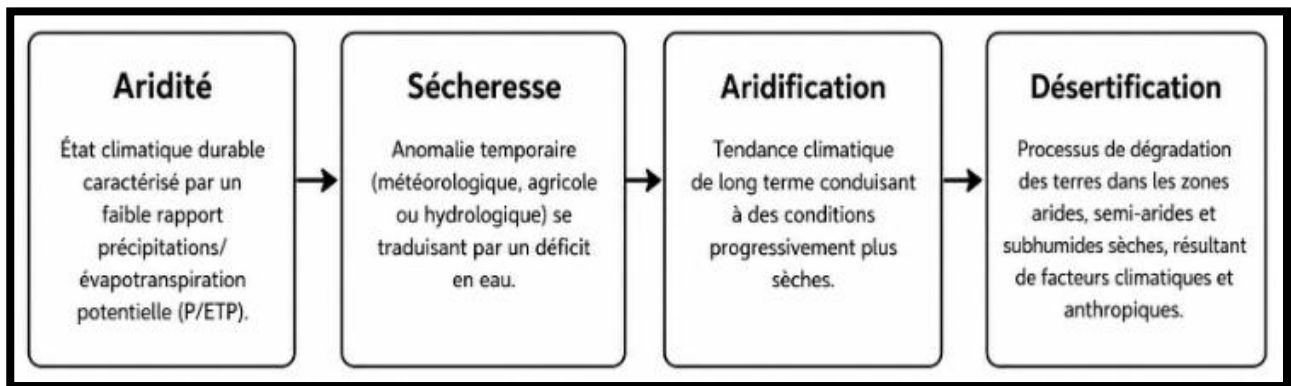 Aridité
État climatique durable
caractérisé par un
faible rapport
précipitations/
évapotranspiration
potentielle (P/ETP).
Sécheresse
Anomalie temporaire
(météorologique, agricole
ou hydrologique) se
traduisant par un déficit
en eau.
Aridification
Tendance climatique
de long terme conduisant
à des conditions
progressivement plus
sèches.
Désertification
Processus de dégradation
des terres dans les zones
arides, semi-arides et
subhumides sèches, résultant
de facteurs climatiques et
anthropiques.